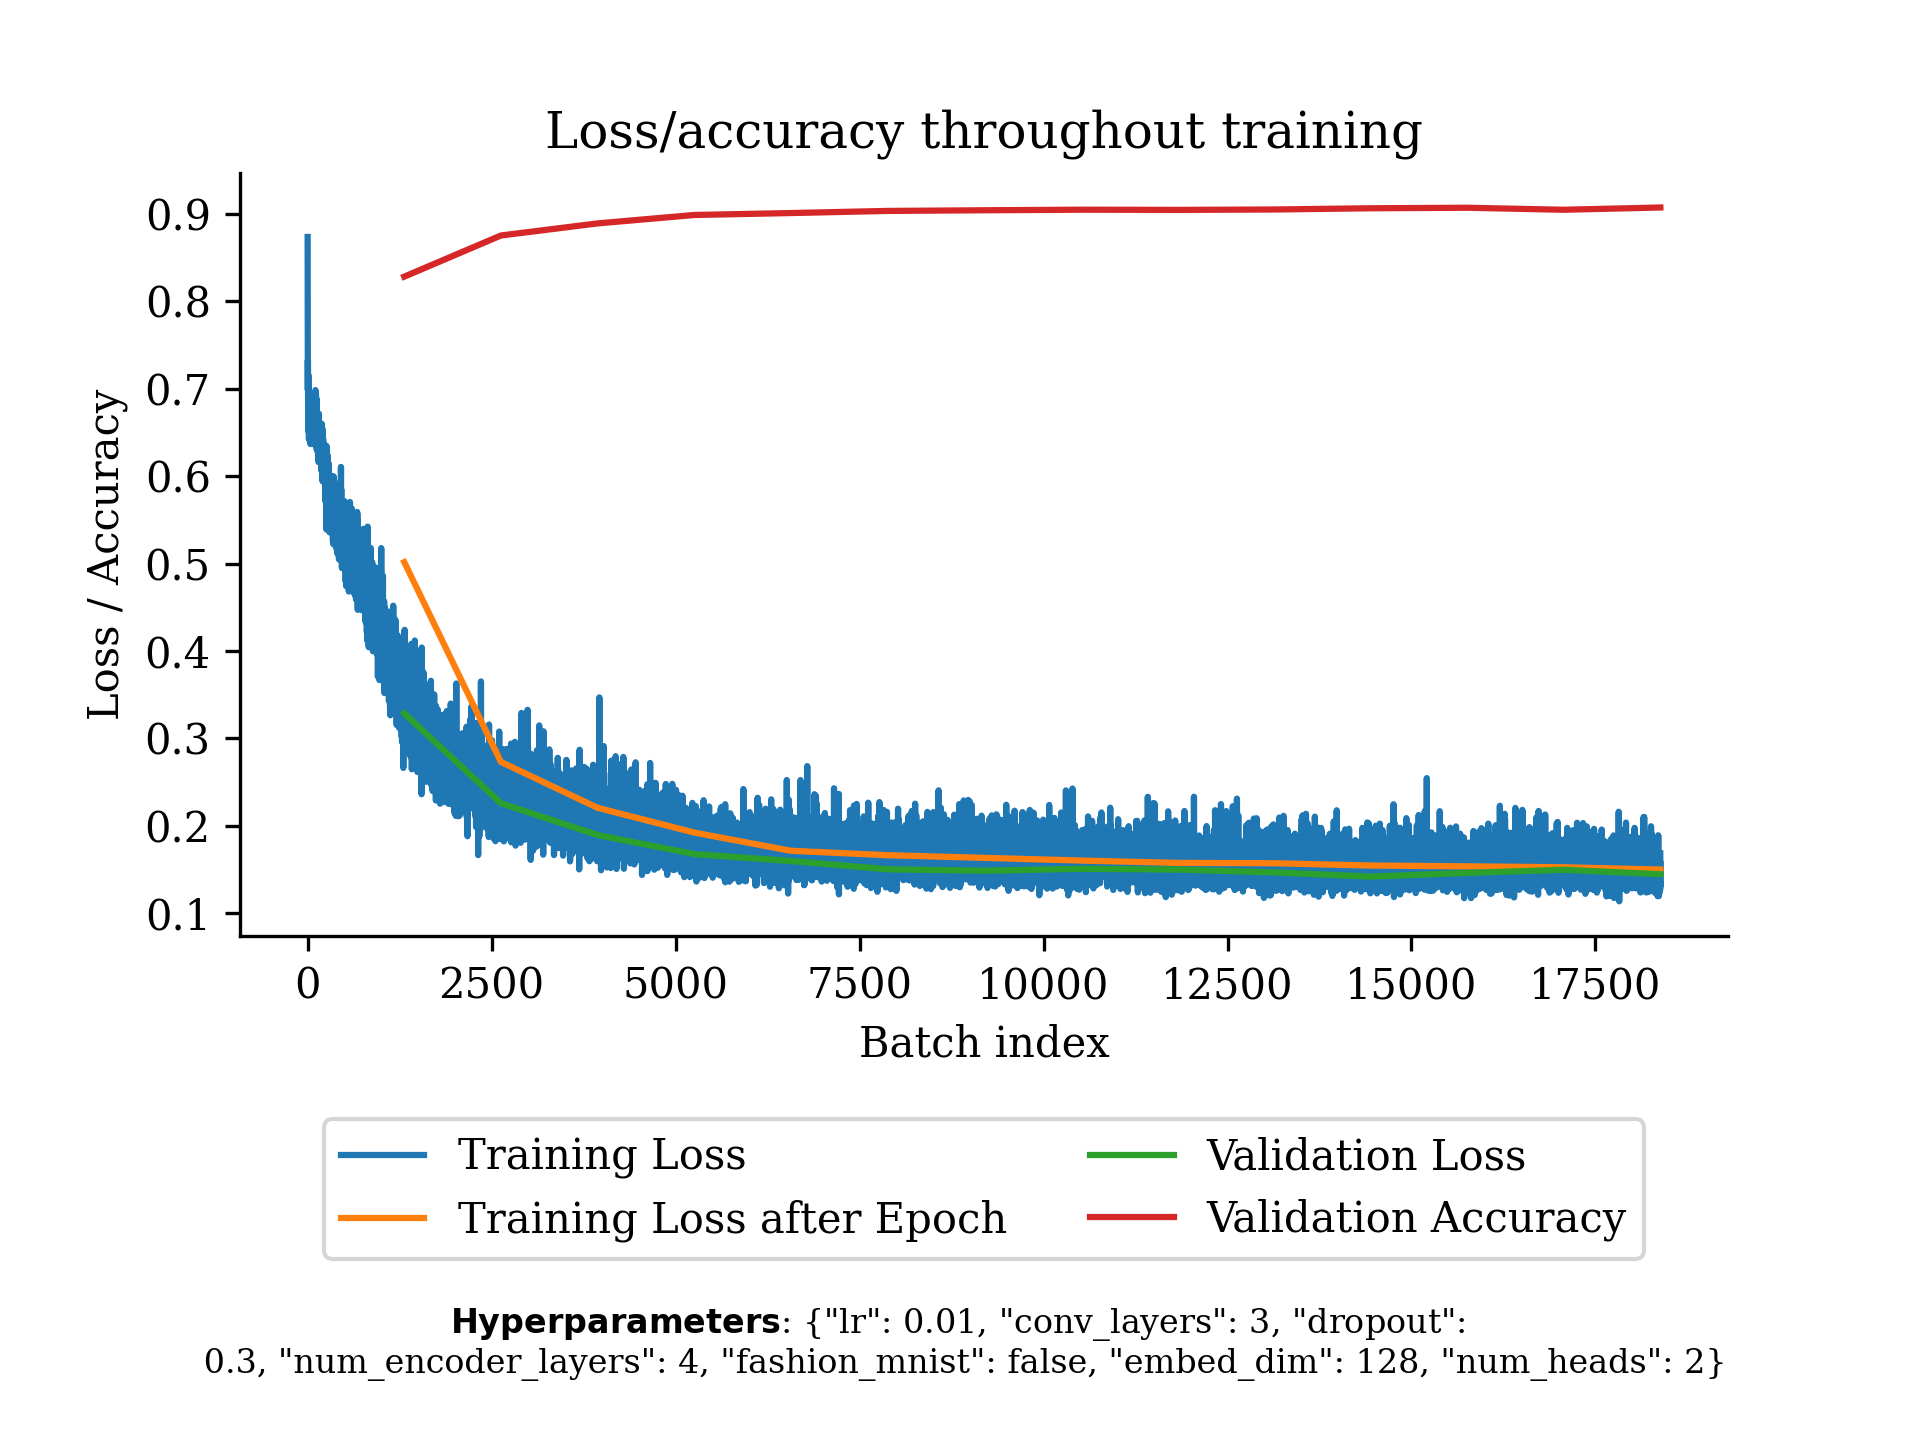 Loss/accuracy throughout training
0.9
0.8
0.7
0.6
0.5
0.4
0.3
0.2
0.1
Loss / Accuracy
0 2500 5000 7500 10000 12500 15000 17500
Batch index
Training Loss
Training Loss after Epoch
Validation Loss
Validation Accuracy
Hyperparameters: {"lr": 0.01, "conv_layers": 3, "dropout":
0.3, "num_encoder_layers": 4, "fashion_mnist": false, "embed_dim": 128, "num_heads": 2}